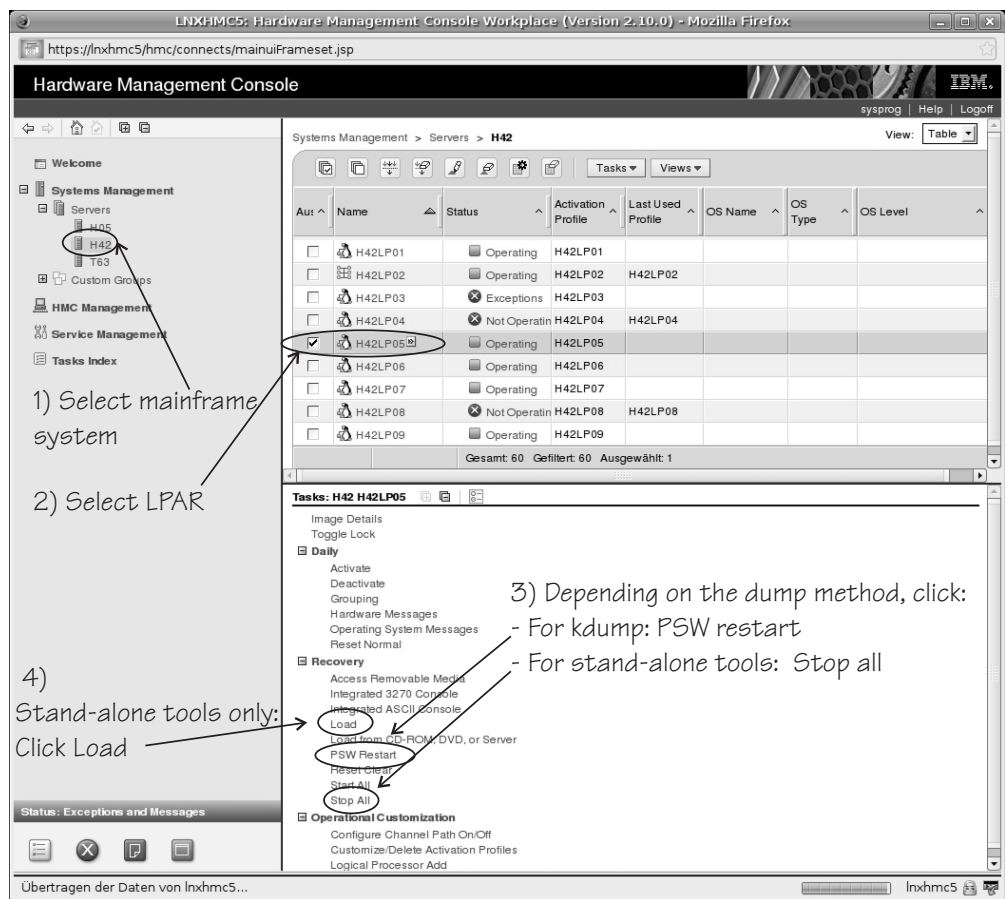 LNXHMC5: Hardware Management Console Workplace (Version 2.10.0) - Mozilla Firefox
https://lnxhmc5/hmc/connects/mainuiFrameset.jsp
Hardware Management Console
IBM.
sysprog | Help | Logoff
Welcome
Systems Management
Servers
H05
H42
T63
Custom Groups
HMC Management
Service Management
Tasks Index
1) Select mainframe
system
2) Select LPAR
4)
Stand-alone tools only:
Click Load
Status: Exceptions and Messages
Systems Management > Servers > H42
View: Table
Tasks Views
Name Status Activation Profile Last Used Profile OS Name OS Type OS Level
H42LP01 Operating H42LP01
H42LP02 Operating H42LP02 H42LP02
H42LP03 Exceptions H42LP03
H42LP04 Not Operatin H42LP04 H42LP04
H42LP05 Operating H42LP05
H42LP06 Operating H42LP06
H42LP07 Operating H42LP07
H42LP08 Not Operatin H42LP08 H42LP08
H42LP09 Operating H42LP09
Gesamt: 60 Gefiltert: 60 Ausgewählt: 1
Tasks: H42 H42LP05
Image Details
Toggle Lock
Daily
Activate
Deactivate
Grouping
Hardware Messages
Operating System Messages
Reset Normal
Recovery
Access Removable Media
Integrated 3270 Console
Integrated ASCII Console
Load
Load from CD-ROM, DVD, or Server
PSW Restart
Reset Clear
Start All
Stop All
Operational Customization
Configure Channel Path On/Off
Customize/Delete Activation Profiles
Logical Processor Add
3) Depending on the dump method, click:
- For kdump: PSW restart
- For stand-alone tools: Stop all
Übertragen der Daten von lnxhmc5...
lnxhmc5